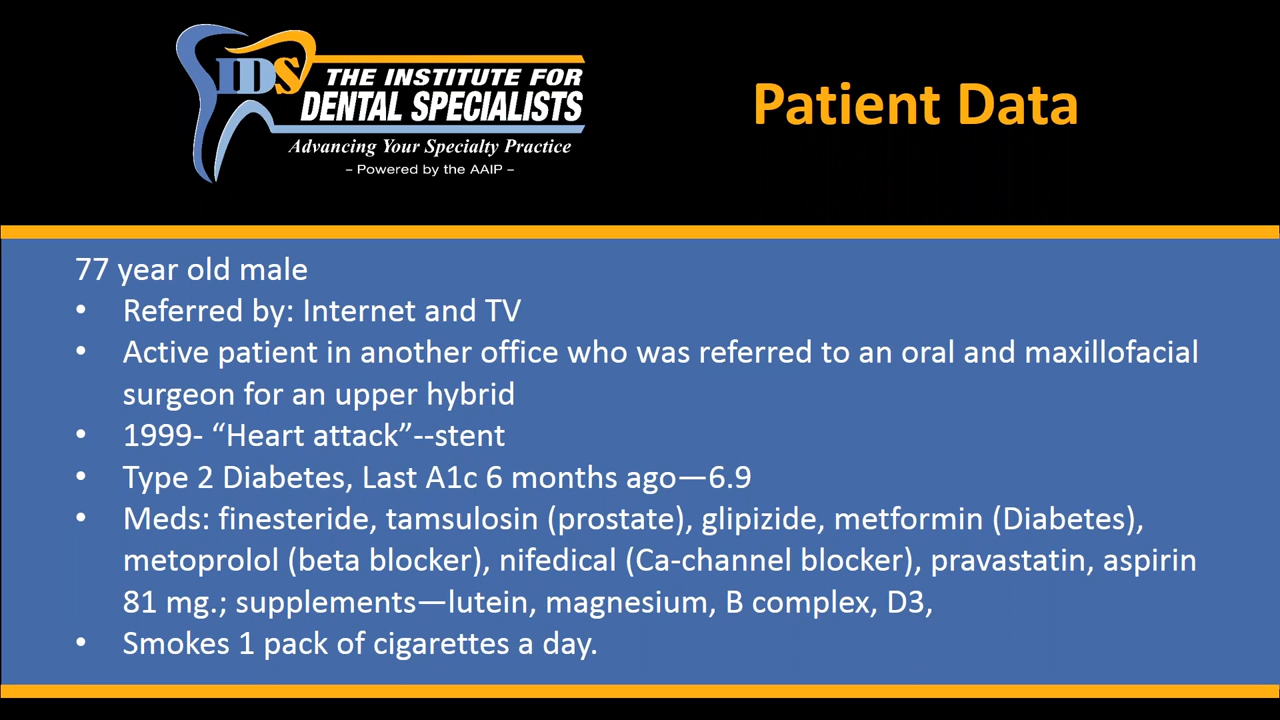 IDS
THE INSTITUTE FOR
DENTAL SPECIALISTS
Advancing Your Specialty Practice
– Powered by the AAIP –
Patient Data
77 year old male
• Referred by: Internet and TV
• Active patient in another office who was referred to an oral and maxillofacial
surgeon for an upper hybrid
• 1999- “Heart attack”--stent
• Type 2 Diabetes, Last A1c 6 months ago—6.9
• Meds: finesteride, tamsulosin (prostate), glipizide, metformin (Diabetes),
metoprolol (beta blocker), nifedical (Ca-channel blocker), pravastatin, aspirin
81 mg.; supplements—lutein, magnesium, B complex, D3,
• Smokes 1 pack of cigarettes a day.